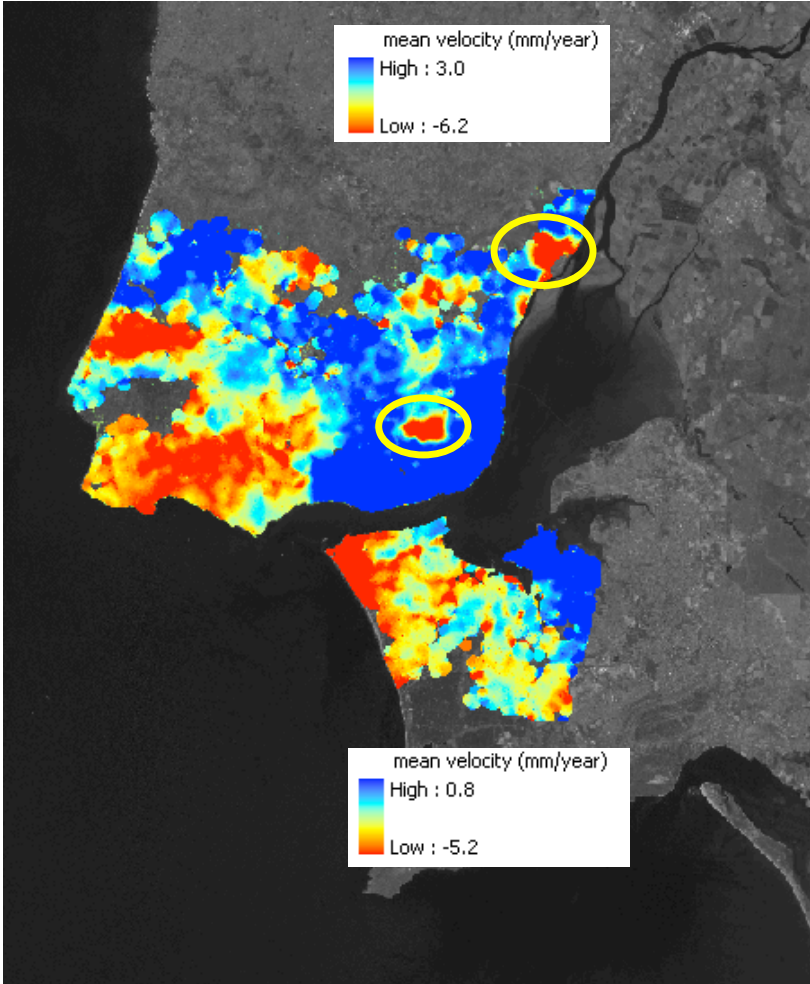 mean velocity (mm/year)
High : 3.0
Low : -6.2
mean velocity (mm/year)
High : 0.8
Low : -5.2